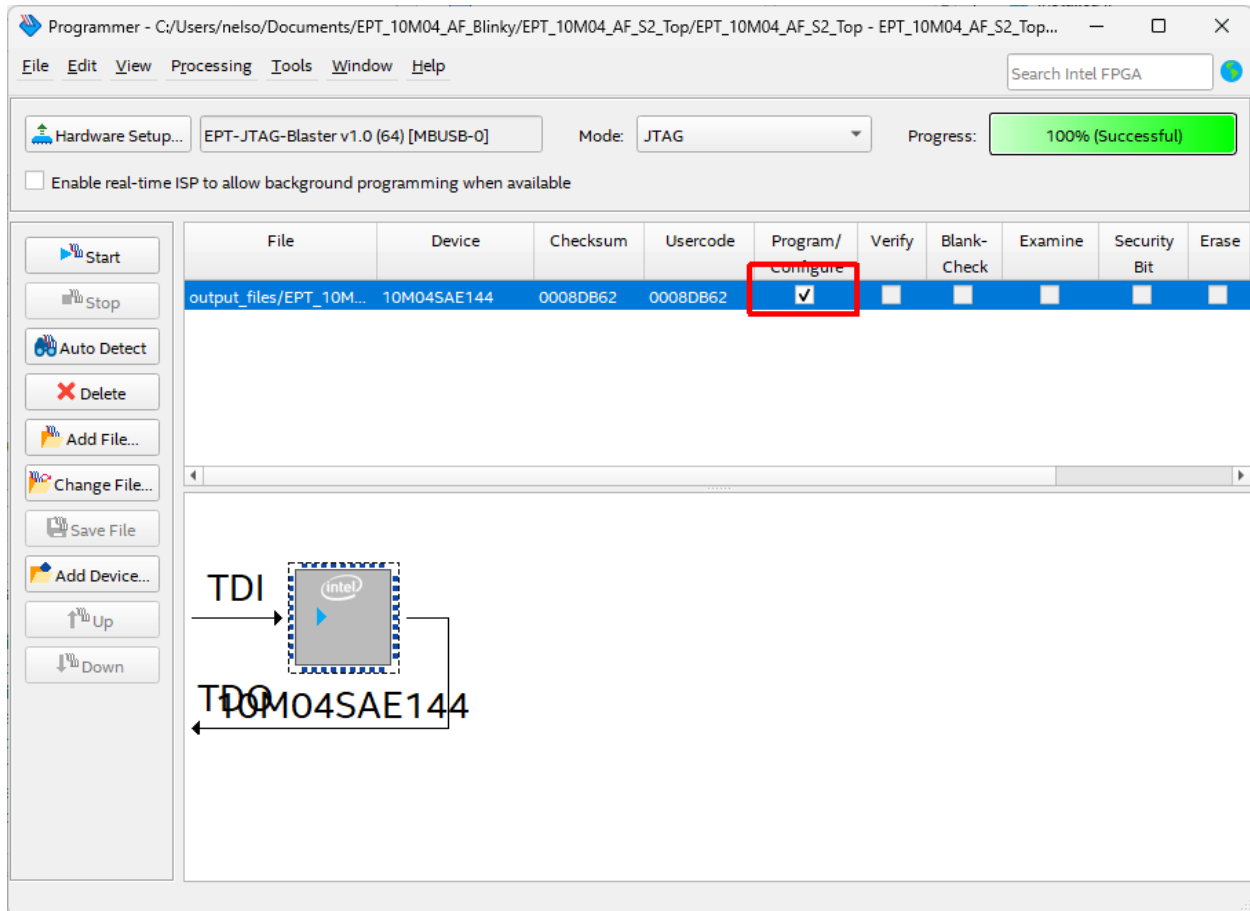 Programmer - C:/Users/nelso/Documents/EPT_10M04_AF_Blinky/EPT_10M04_AF_S2_Top/EPT_10M04_AF_S2_Top - EPT_10M04_AF_S2_Top...
File Edit View Processing Tools Window Help
Search Intel FPGA
Hardware Setup... EPT-JTAG-Blaster v1.0 (64) [MBUSB-0] Mode: JTAG Progress: 100% (Successful)
Enable real-time ISP to allow background programming when available
File Device Checksum Usercode Program/ Verify Blank- Examine Security Erase
Configure Check Bit
output_files/EPT_10M... 10M04SAE144 0008DB62 0008DB62
Start
Stop
Auto Detect
Delete
Add File...
Change File...
Save File
Add Device...
Up
Down
TDI
intel
TDO
10M04SAE144